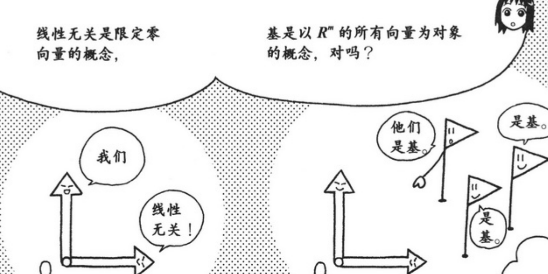 线性无关是限定零
向量的概念，
基是以 Rᵐ 的所有向量为对象
的概念，对吗？
我们
线性
无关！
他们
是基。
是基。
是
基。
O
O